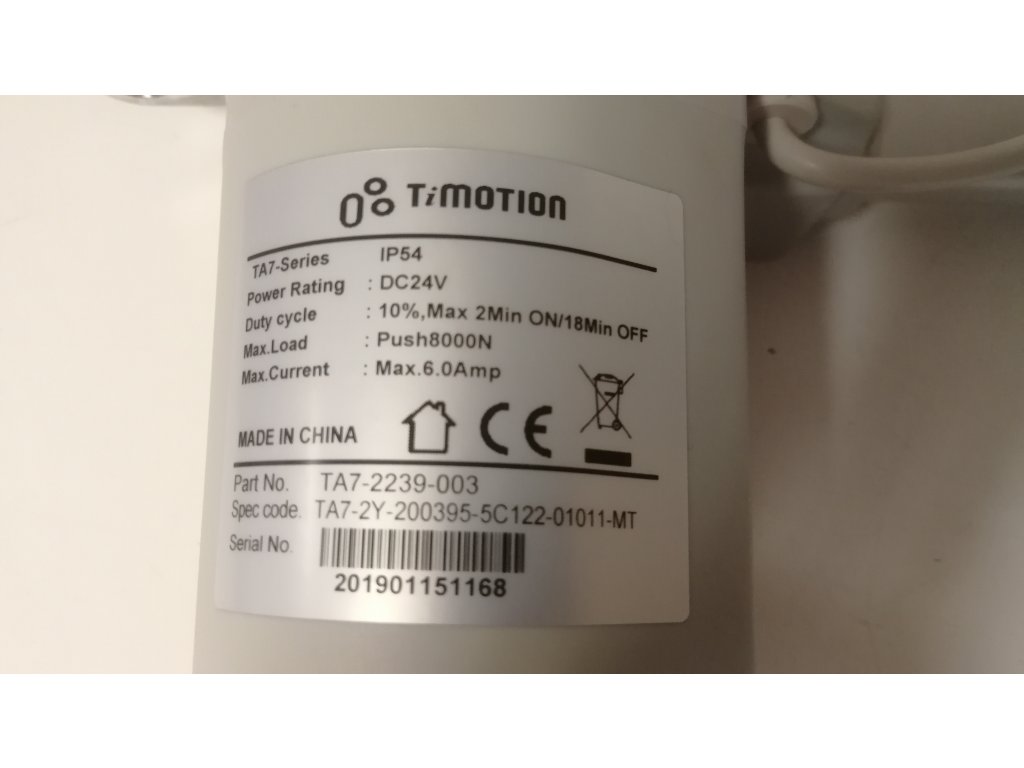 TiMOTION
TA7-Series IP54
Power Rating : DC24V
Duty cycle : 10%,Max 2Min ON/18Min OFF
Max.Load : Push8000N
Max.Current : Max.6.0Amp
MADE IN CHINA CE
Part No. TA7-2239-003
Spec code. TA7-2Y-200395-5C122-01011-MT
Serial No.
201901151168